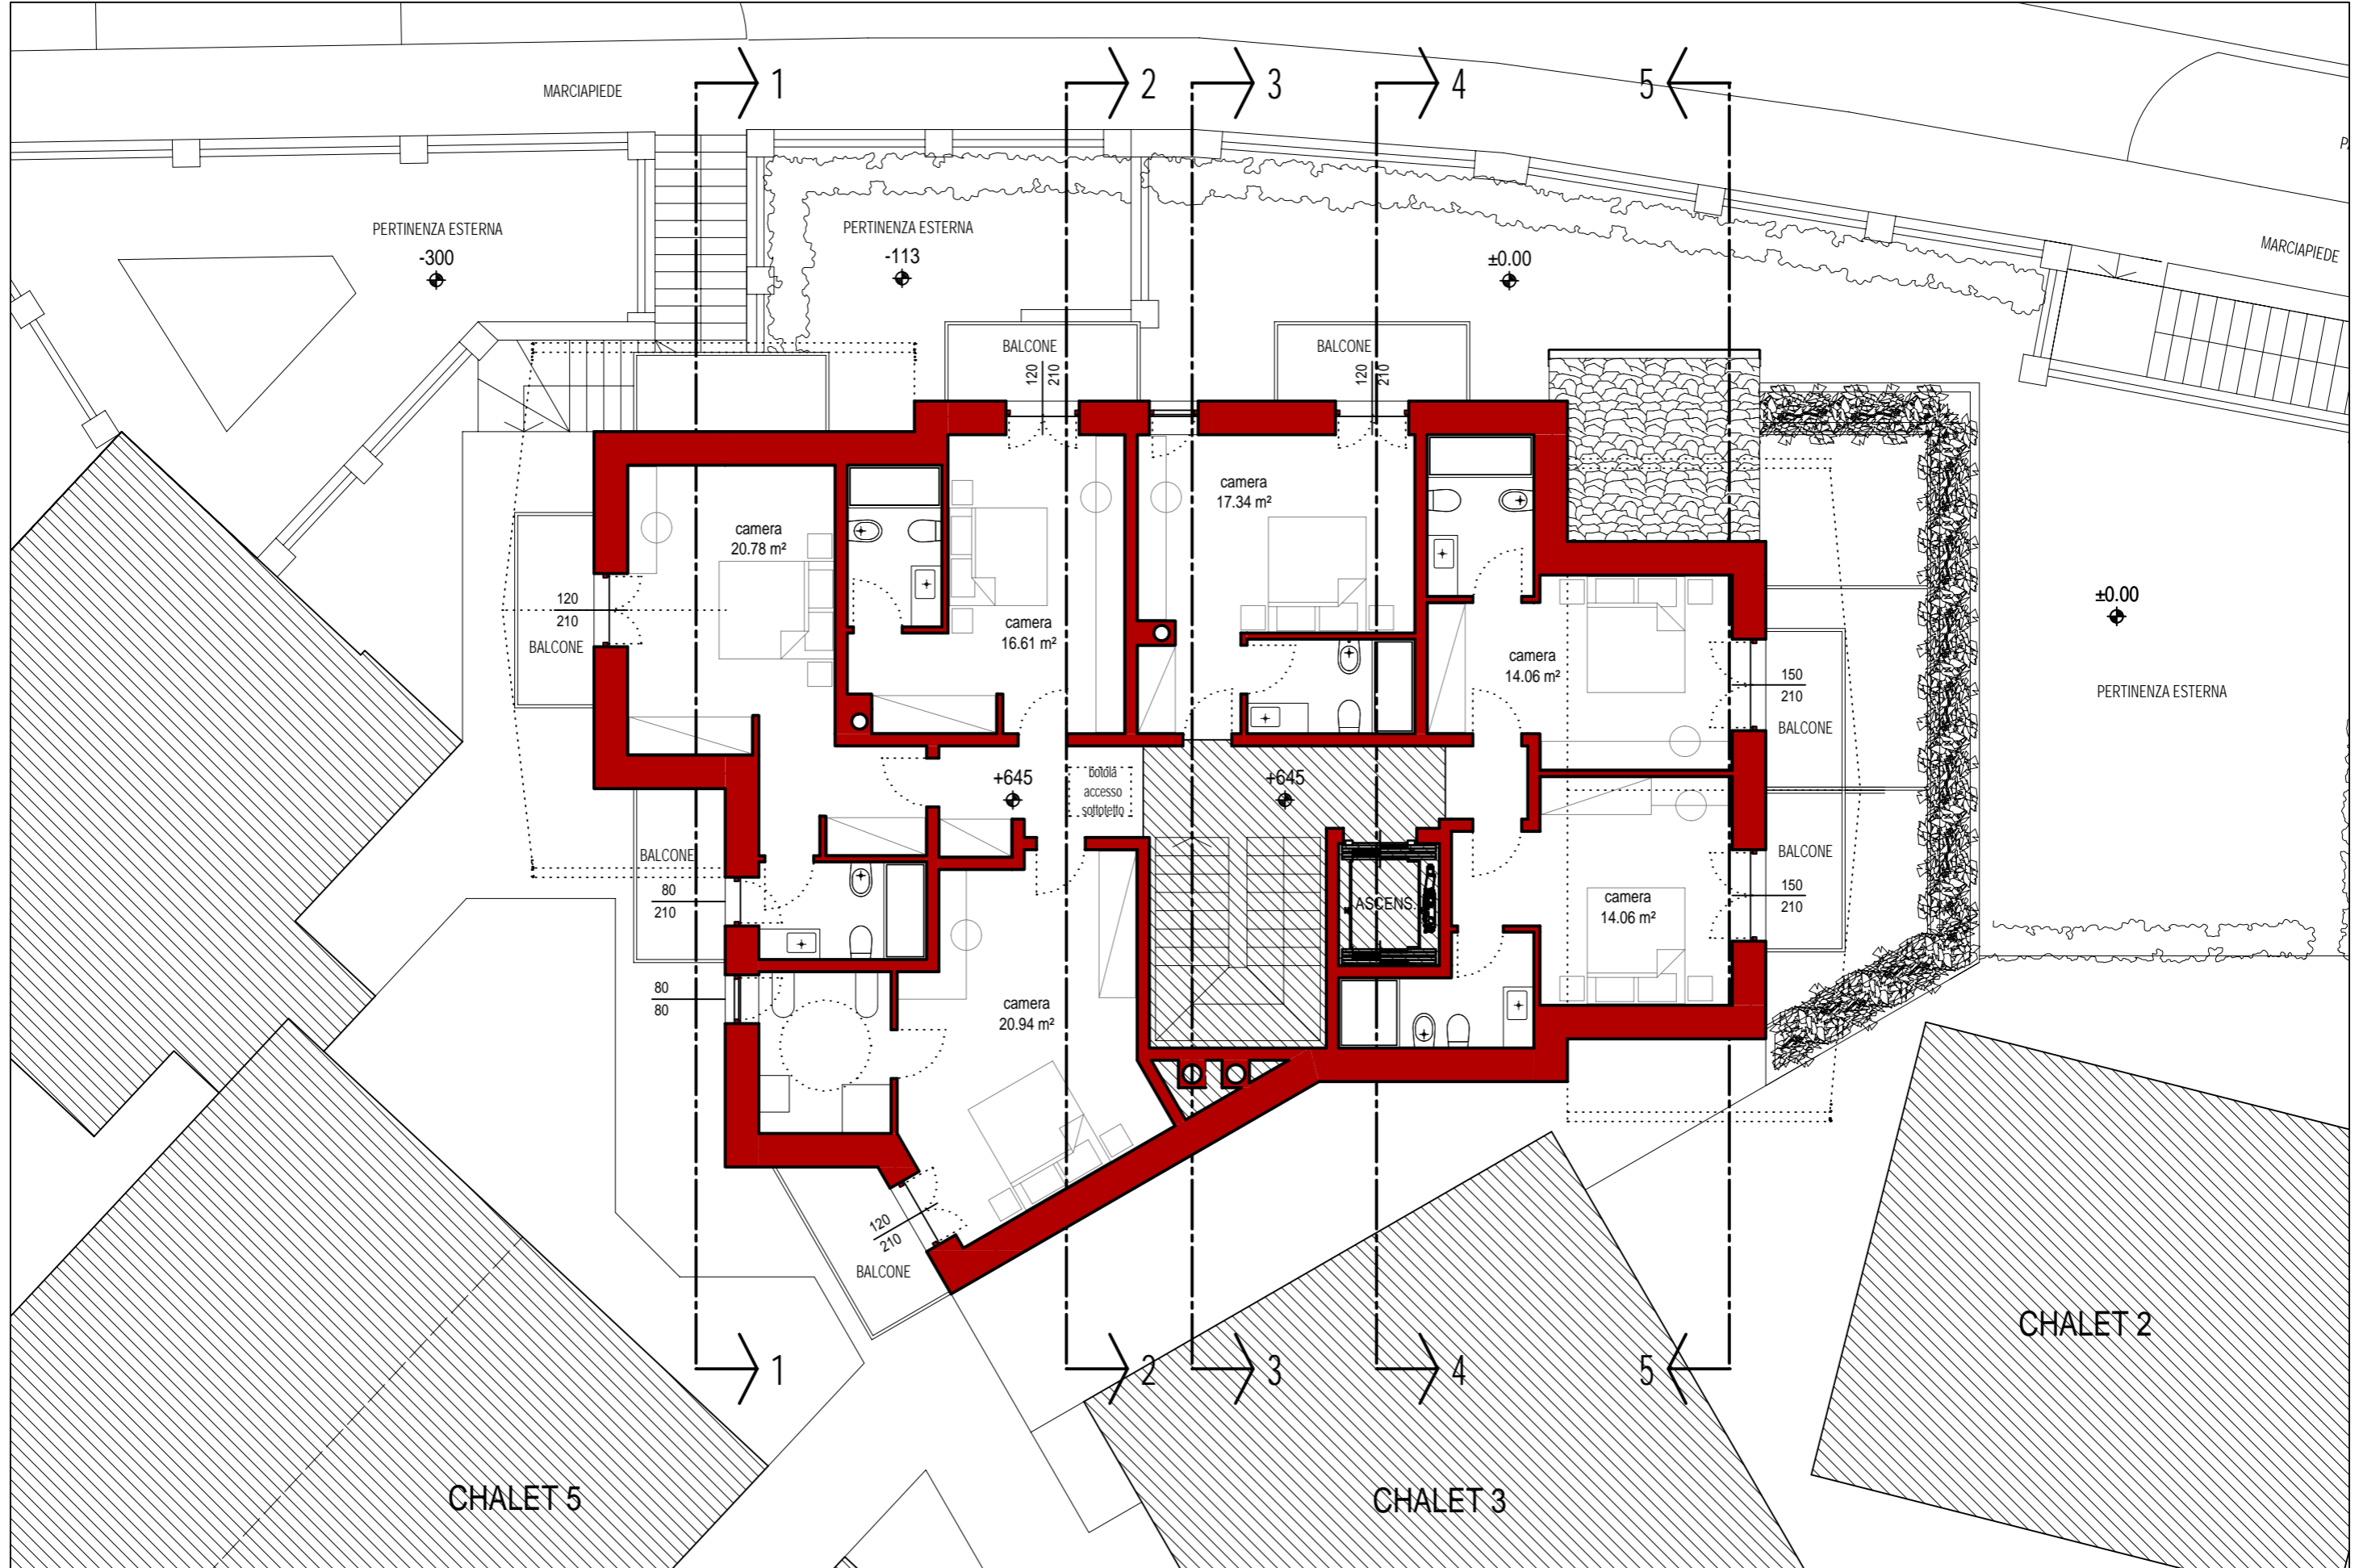 1
2
3
4
5
MARCIAPIEDE
PERTINENZA ESTERNA
-300
PERTINENZA ESTERNA
-113
±0.00
MARCIAPIEDE
BALCONE
120
210
BALCONE
120
210
camera
20.78 m²
camera
17.34 m²
120
210
BALCONE
camera
16.61 m²
camera
14.06 m²
±0.00
PERTINENZA ESTERNA
150
210
BALCONE
+645
botola
accesso
sottotetto
+645
BALCONE
80
210
ASCENS.
BALCONE
150
210
camera
14.06 m²
80
80
camera
20.94 m²
120
210
BALCONE
CHALET 2
1
2
3
4
5
CHALET 5
CHALET 3